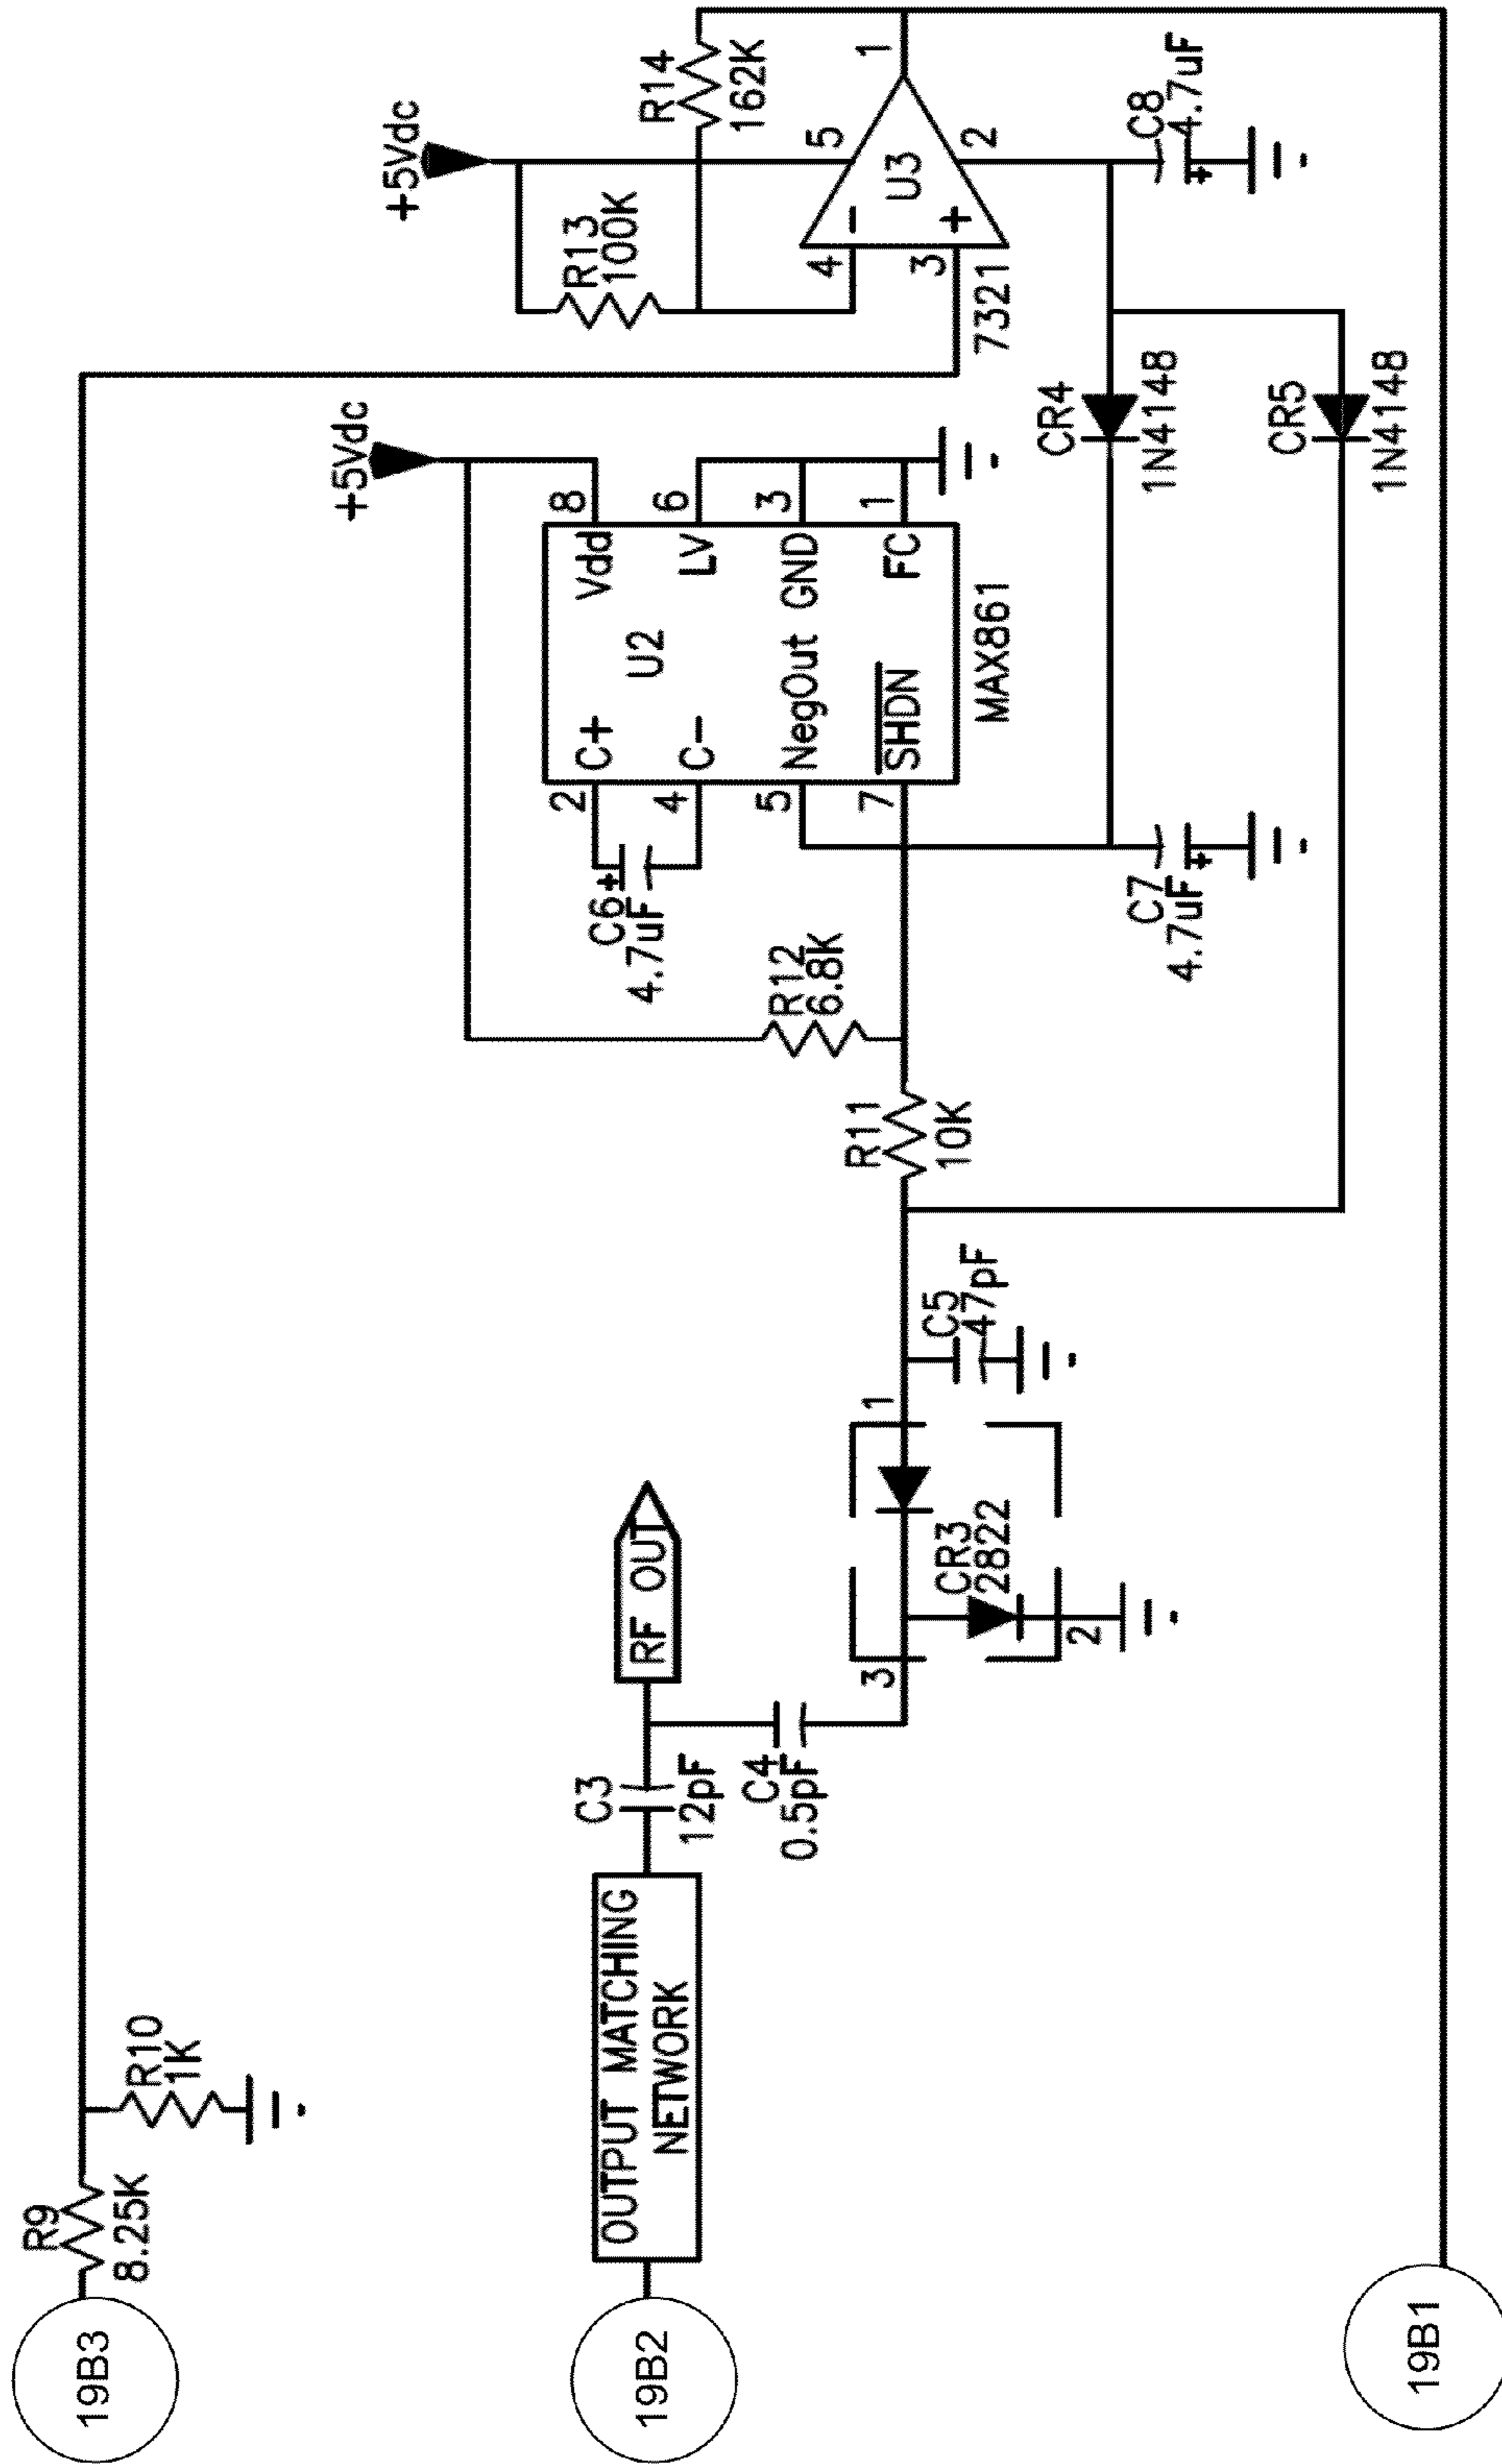 19B3
R9
8.25K
R10
1K
+5Vdc
+5Vdc
R13
100K
R14
162K
4
3
5
2
1
-
+
U3
7321
C8
4.7uF
+
2
4
5
7
C+
C-
NegOut
SHDN
U2
Vdd
LV
GND
FC
8
6
3
1
MAX861
C6
4.7uF
+
R12
6.8K
R11
10K
C7
4.7uF
+
CR4
1N4148
CR5
1N4148
19B2
OUTPUT MATCHING
NETWORK
C3
12pF
RF OUT
C4
0.5pF
3
1
2
CR3
2822
C5
47pF
19B1